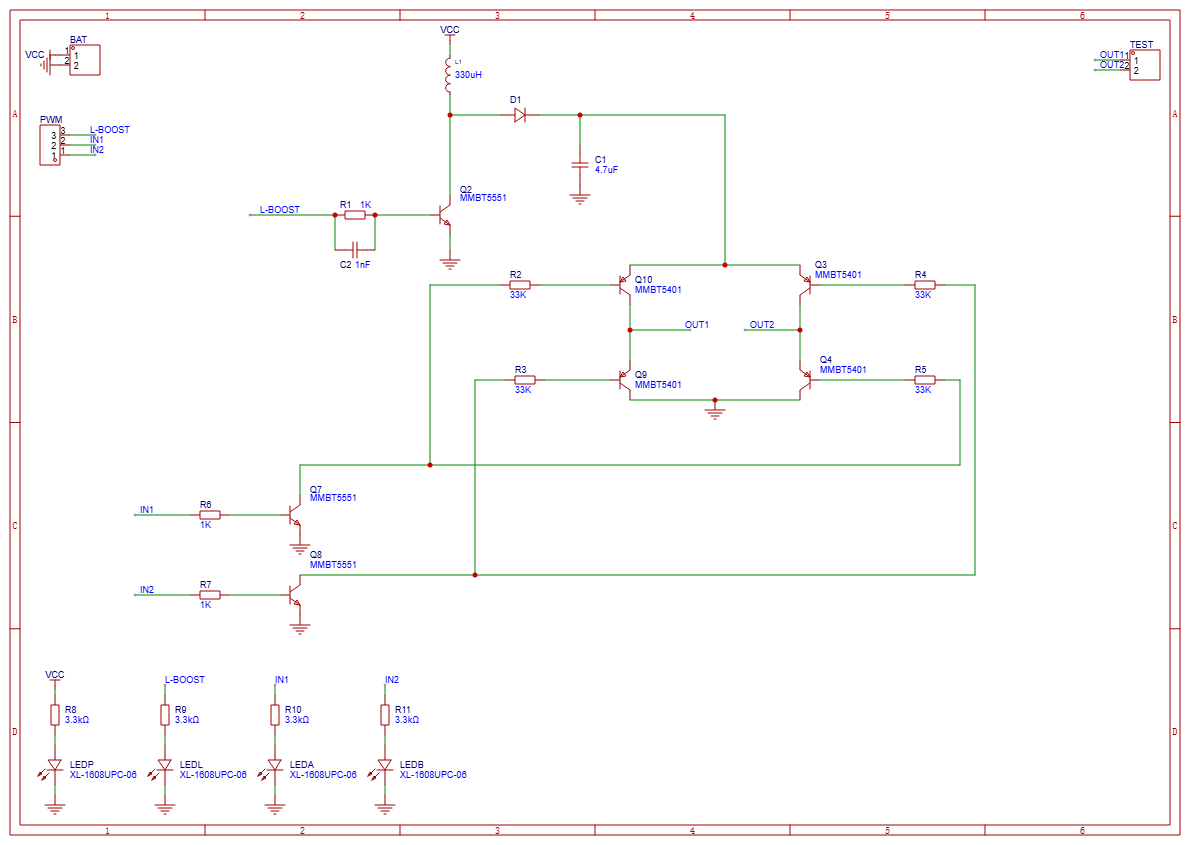 1 2 3 4 5 6
VCC
BAT
1 1
2 2
VCC
L1
330uH
TEST
OUT1 1 1
OUT2 2 2
A A
D1
PWM
3 3 L-BOOST
2 2 IN1
1 1 IN2
C1
4.7uF
Q2
MMBT5551
L-BOOST
R1 1K
C2 1nF
R2
33K
Q10
MMBT5401
Q3
MMBT5401
R4
33K
B B
OUT1 OUT2
R3
33K
Q9
MMBT5401
Q4
MMBT5401
R5
33K
Q7
MMBT5551
IN1
R6
1K
C C
Q8
MMBT5551
IN2
R7
1K
VCC L-BOOST IN1 IN2
R8 R9 R10 R11
3.3kΩ 3.3kΩ 3.3kΩ 3.3kΩ
D D
LEDP LEDL LEDA LEDB
XL-1608UPC-06 XL-1608UPC-06 XL-1608UPC-06 XL-1608UPC-06
1 2 3 4 5 6